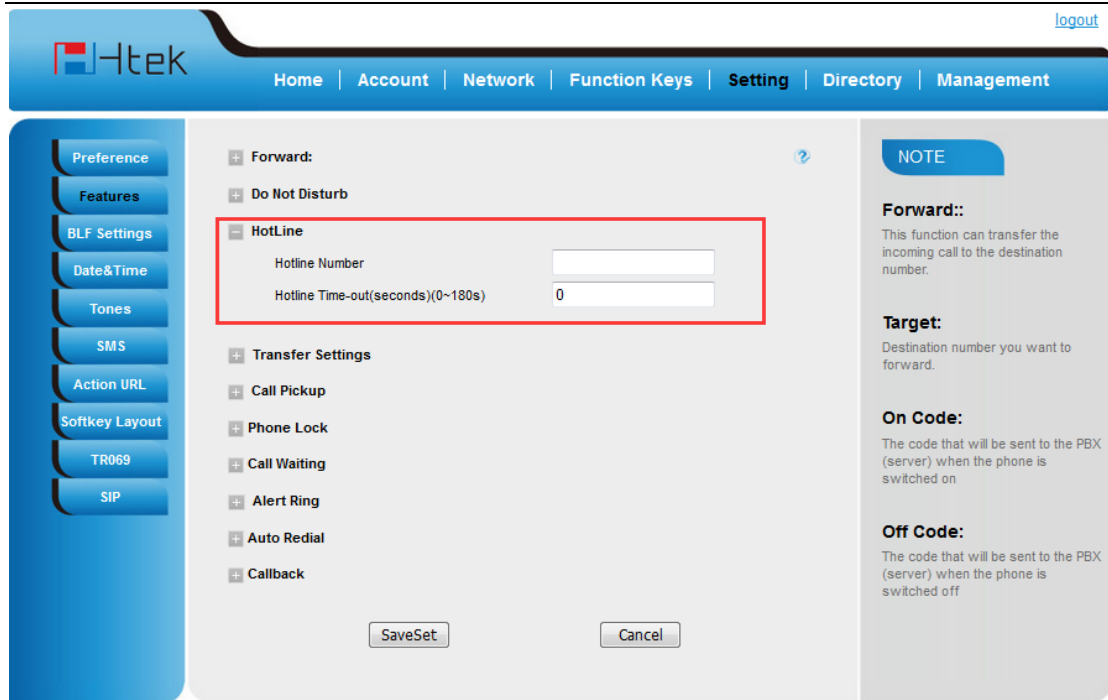 logout
Htek
Home | Account | Network | Function Keys | Setting | Directory | Management
Preference
Features
BLF Settings
Date&Time
Tones
SMS
Action URL
Softkey Layout
TR069
SIP
Forward:
Do Not Disturb
HotLine
Hotline Number
Hotline Time-out(seconds)(0~180s) 0
Transfer Settings
Call Pickup
Phone Lock
Call Waiting
Alert Ring
Auto Redial
Callback
SaveSet Cancel
NOTE
Forward::
This function can transfer the
incoming call to the destination
number.
Target:
Destination number you want to
forward.
On Code:
The code that will be sent to the PBX
(server) when the phone is
switched on
Off Code:
The code that will be sent to the PBX
(server) when the phone is
switched off